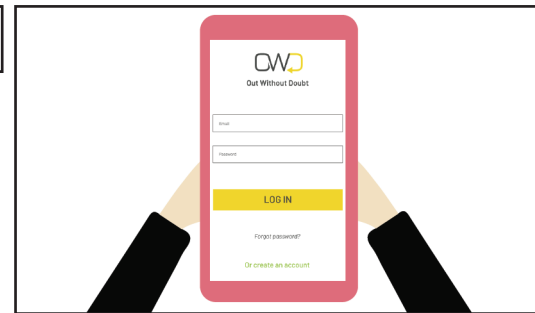 OWD
Out Without Doubt
Email
Password
LOG IN
Forgot password?
Or create an account